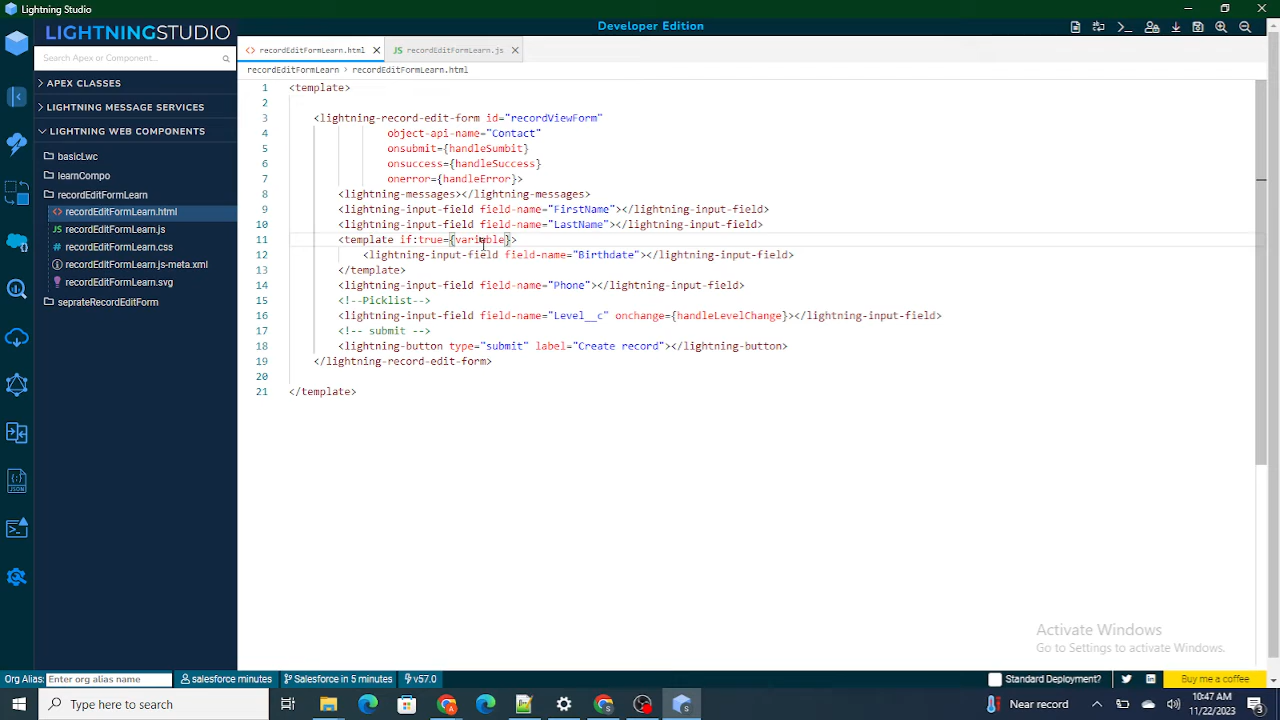 Developer Edition
LIGHTNINGSTUDIO
Search Apex or Component...
APEX CLASSES
LIGHTNING MESSAGE SERVICES
LIGHTNING WEB COMPONENTS
basicLwc
learnCompo
recordEditFormLearn
<> recordEditFormLearn.html
JS recordEditFormLearn.js
# recordEditFormLearn.css
recordEditFormLearn.js-meta.xml
recordEditFormLearn.svg
seprateRecordEditForm
<> recordEditFormLearn.html ×
JS recordEditFormLearn.js ×
recordEditFormLearn > recordEditFormLearn.html
1 <template>
2
3 <lightning-record-edit-form id="recordViewForm"
4 object-api-name="Contact"
5 onsubmit={handleSumbit}
6 onsuccess={handleSuccess}
7 onerror={handleError}>
8 <lightning-messages></lightning-messages>
9 <lightning-input-field field-name="FirstName"></lightning-input-field>
10 <lightning-input-field field-name="LastName"></lightning-input-field>
11 <template if:true={variable}>
12 <lightning-input-field field-name="Birthdate"></lightning-input-field>
13 </template>
14 <lightning-input-field field-name="Phone"></lightning-input-field>
15 <!--Picklist-->
16 <lightning-input-field field-name="Level__c" onchange={handleLevelChange}></lightning-input-field>
17 <!-- submit -->
18 <lightning-button type="submit" label="Create record"></lightning-button>
19 </lightning-record-edit-form>
20
21 </template>
Activate Windows
Go to Settings to activate Windows.
Org Alias: Enter org alias name salesforce minutes Salesforce in 5 minutes v57.0 Standard Deployment? Buy me a coffee
Type here to search
Near record
10:47 AM
11/22/2023
3